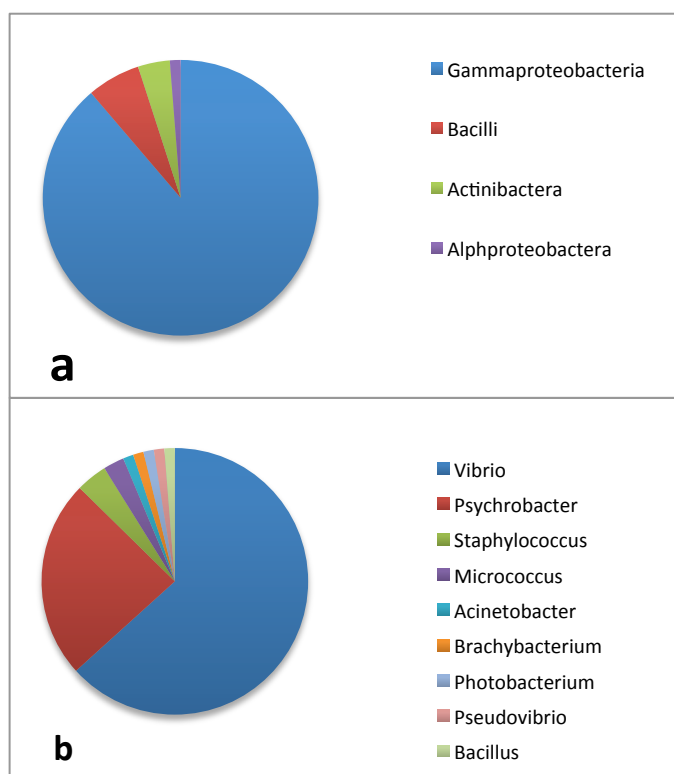 Gammaproteobacteria
Bacilli
Actinibactera
Alphproteobactera
a
Vibrio
Psychrobacter
Staphylococcus
Micrococcus
Acinetobacter
Brachybacterium
Photobacterium
Pseudovibrio
Bacillus
b